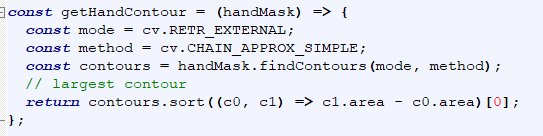 const getHandContour = (handMask) => {
  const mode = cv.RETR_EXTERNAL;
  const method = cv.CHAIN_APPROX_SIMPLE;
  const contours = handMask.findContours(mode, method);
  // largest contour
  return contours.sort((c0, c1) => c1.area - c0.area)[0];
};